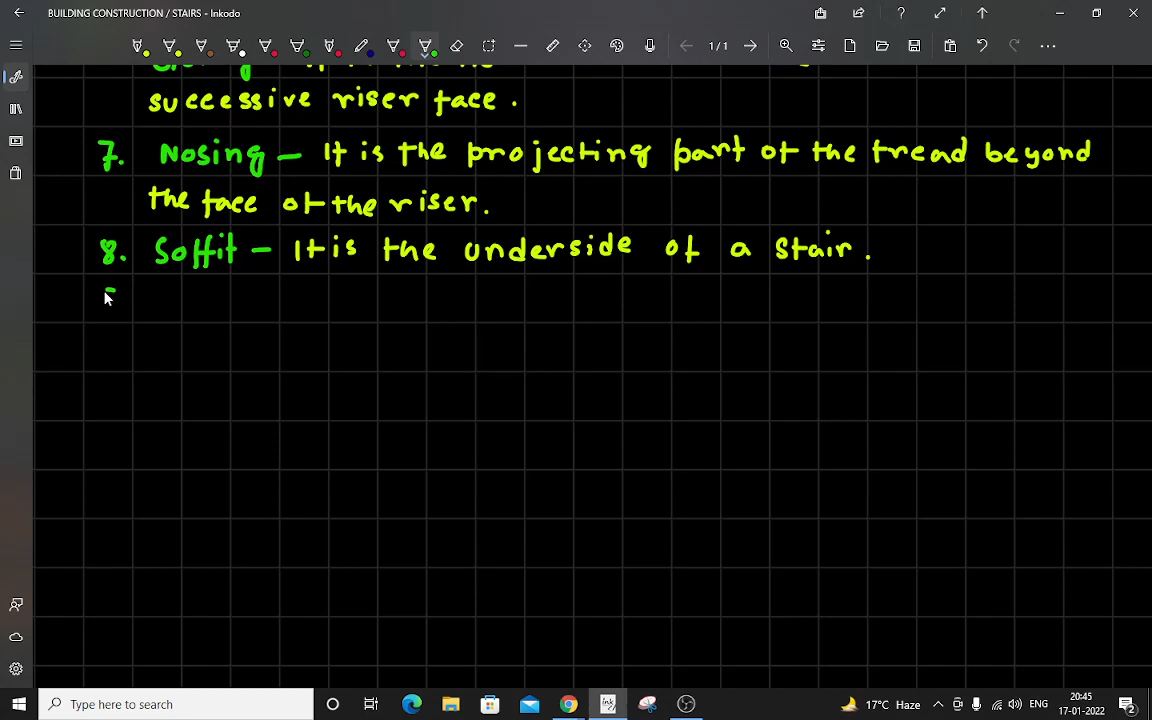 BUILDING CONSTRUCTION / STAIRS - Inkodo
1/1
successive riser face .
7. Nosing - It is the projecting part of the tread beyond
the face of the riser.
8. Soffit - It is the underside of a stair .
Type here to search
ink
17°C Haze
ENG
20:45
17-01-2022
2